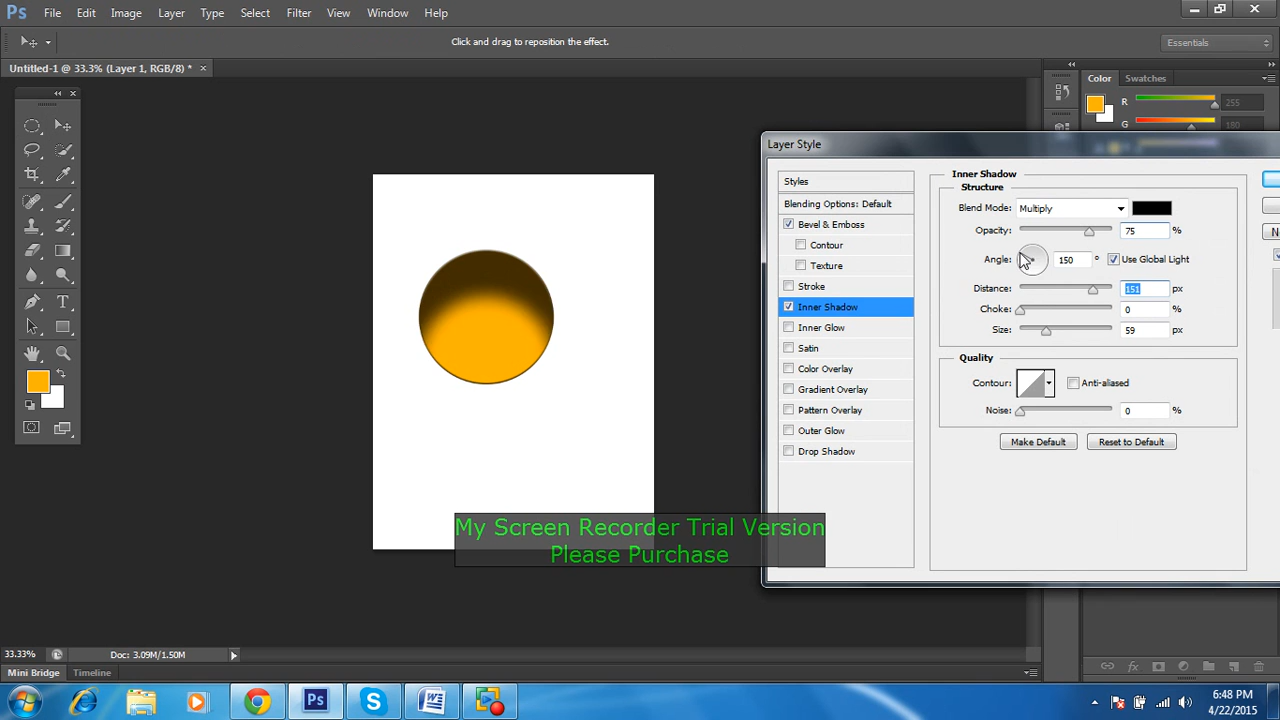 Ps File Edit Image Layer Type Select Filter View Window Help
Click and drag to reposition the effect.
Essentials
Untitled-1 @ 33.3% (Layer 1, RGB/8) * ×
Color Swatches
R 255
G 180
Layer Style
Styles
Blending Options: Default
Bevel & Emboss
Contour
Texture
Stroke
Inner Shadow
Inner Glow
Satin
Color Overlay
Gradient Overlay
Pattern Overlay
Outer Glow
Drop Shadow
Inner Shadow
Structure
Blend Mode: Multiply
Opacity: 75 %
Angle: 150 ° Use Global Light
Distance: 151 px
Choke: 0 %
Size: 59 px
Quality
Contour: Anti-aliased
Noise: 0 %
Make Default Reset to Default
My Screen Recorder Trial Version
Please Purchase
33.33% Doc: 3.09M/1.50M
Mini Bridge Timeline
6:48 PM
4/22/2015